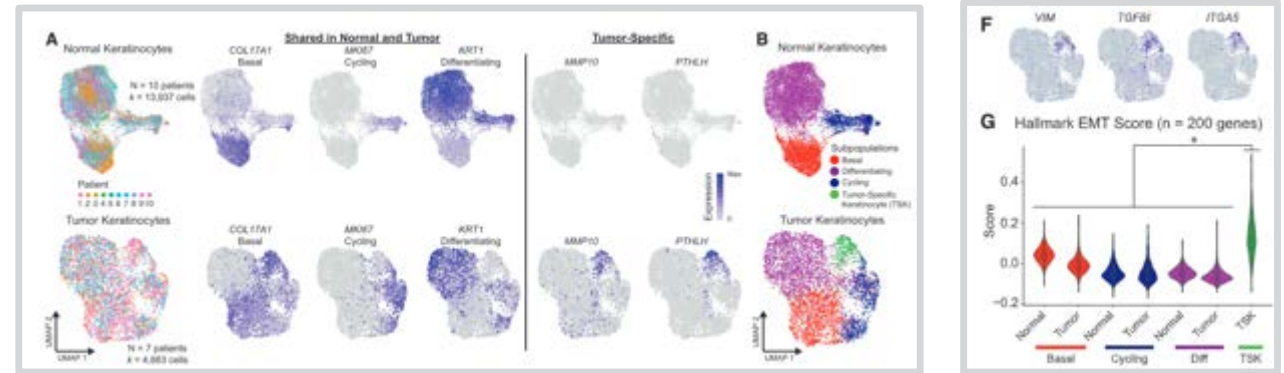 A
Normal Keratinocytes
N = 10 patients
k = 13,937 cells
Patient
1 2 3 4 5 6 7 8 9 10
Tumor Keratinocytes
N = 7 patients
UMAP 2
UMAP 1
Shared in Normal and Tumor
COL17A1
Basal
MKI67
Cycling
KRT1
Differentiating
COL17A1
Basal
MKI67
Cycling
KRT1
Differentiating
Tumor-Specific
MMP10
PTHLH
Expression
Max
0
MMP10
PTHLH
B
Normal Keratinocytes
Subpopulations
Basal
Differentiating
Cycling
Tumor-Specific
Keratinocyte (TSK)
Tumor Keratinocytes
F
VIM
TGFBI
ITGA5
G
Hallmark EMT Score (n = 200 genes)
*
Score
0.4
0.2
0.0
−0.2
Normal
Tumor
Normal
Tumor
Normal
Tumor
TSK
Basal
Cycling
Diff
TSK